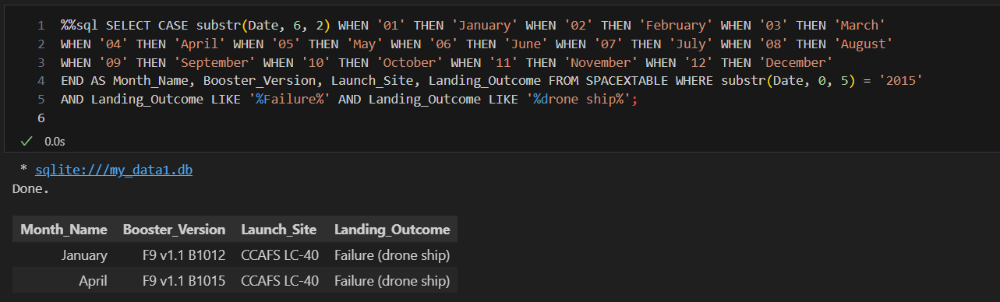 1 %%sql SELECT CASE substr(Date, 6, 2) WHEN '01' THEN 'January' WHEN '02' THEN 'February' WHEN '03' THEN 'March'
2 WHEN '04' THEN 'April' WHEN '05' THEN 'May' WHEN '06' THEN 'June' WHEN '07' THEN 'July' WHEN '08' THEN 'August'
3 WHEN '09' THEN 'September' WHEN '10' THEN 'October' WHEN '11' THEN 'November' WHEN '12' THEN 'December'
4 END AS Month_Name, Booster_Version, Launch_Site, Landing_Outcome FROM SPACEXTABLE WHERE substr(Date, 0, 5) = '2015'
5 AND Landing_Outcome LIKE '%Failure%' AND Landing_Outcome LIKE '%drone ship%';
6
0.0s
* sqlite:///my_data1.db
Done.
Month_Name Booster_Version Launch_Site Landing_Outcome
January F9 v1.1 B1012 CCAFS LC-40 Failure (drone ship)
April F9 v1.1 B1015 CCAFS LC-40 Failure (drone ship)